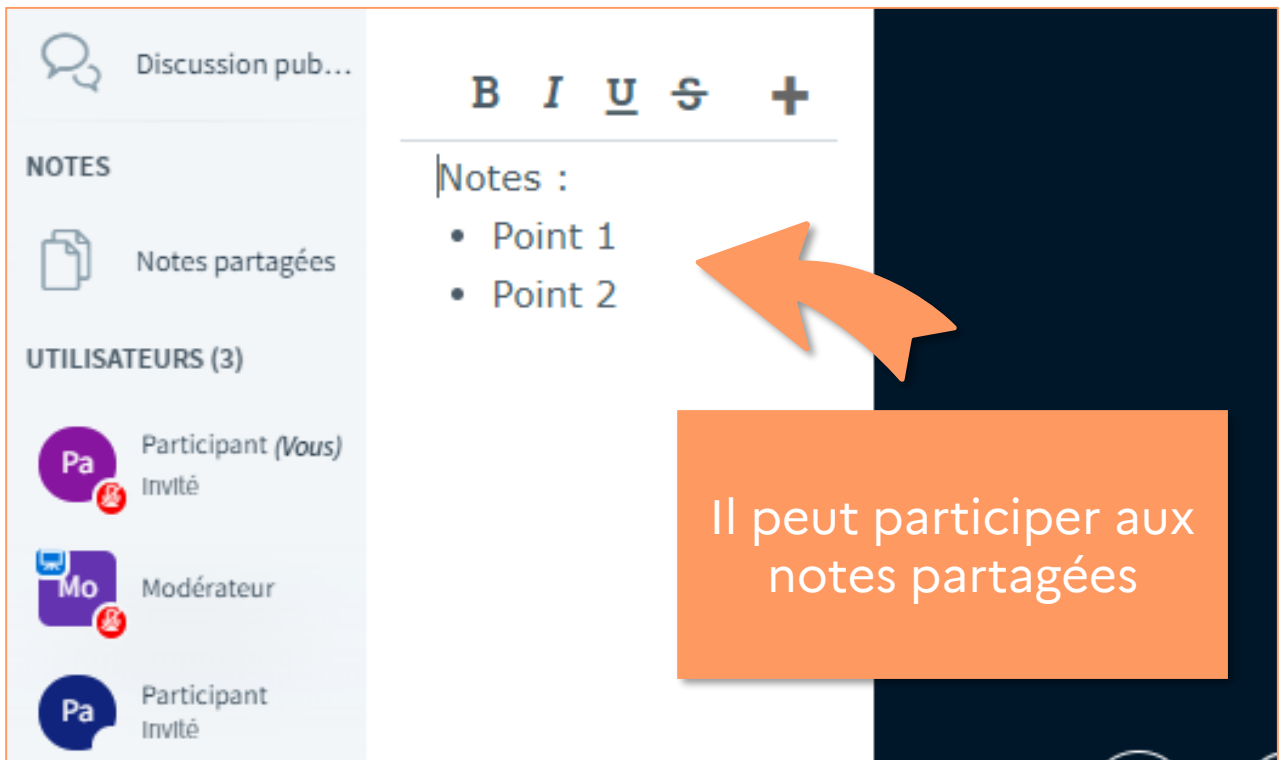 Discussion pub...
NOTES
Notes partagées
UTILISATEURS (3)
Pa
Participant (Vous)
Invité
Mo
Modérateur
Pa
Participant
Invité
B I U S +
Notes :
• Point 1
• Point 2
Il peut participer aux
notes partagées